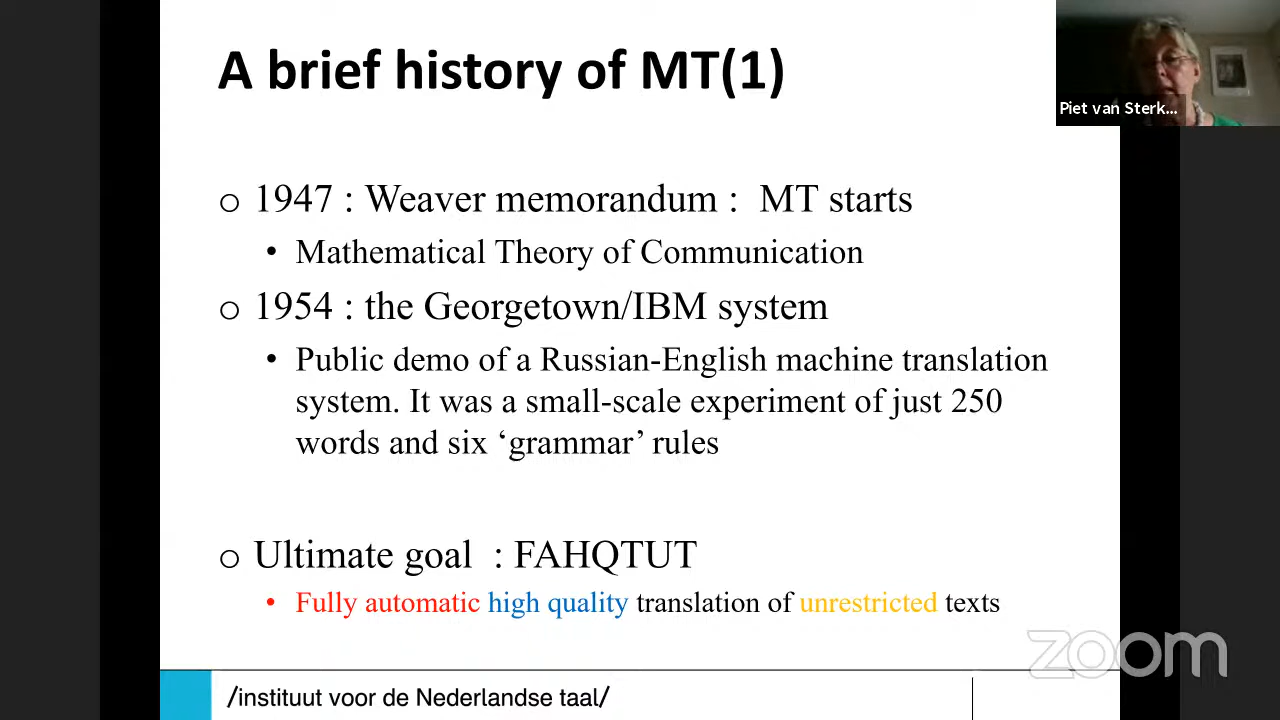 A brief history of MT(1)
Piet van Sterk...
o 1947 : Weaver memorandum : MT starts
• Mathematical Theory of Communication
o 1954 : the Georgetown/IBM system
• Public demo of a Russian-English machine translation
system. It was a small-scale experiment of just 250
words and six ‘grammar’ rules
o Ultimate goal : FAHQTUT
• Fully automatic high quality translation of unrestricted texts
zoom
/instituut voor de Nederlandse taal/